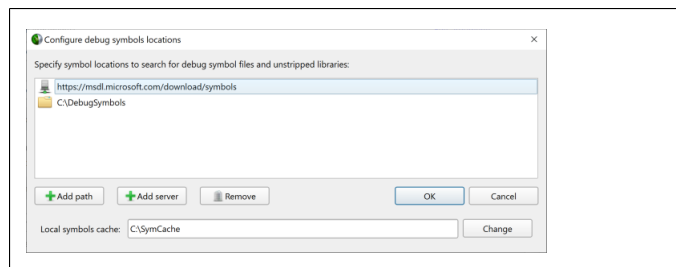 Configure debug symbols locations
Specify symbol locations to search for debug symbol files and unstripped libraries:
https://msdl.microsoft.com/download/symbols
C:\DebugSymbols
Add path Add server Remove OK Cancel
Local symbols cache: C:\SymCache Change